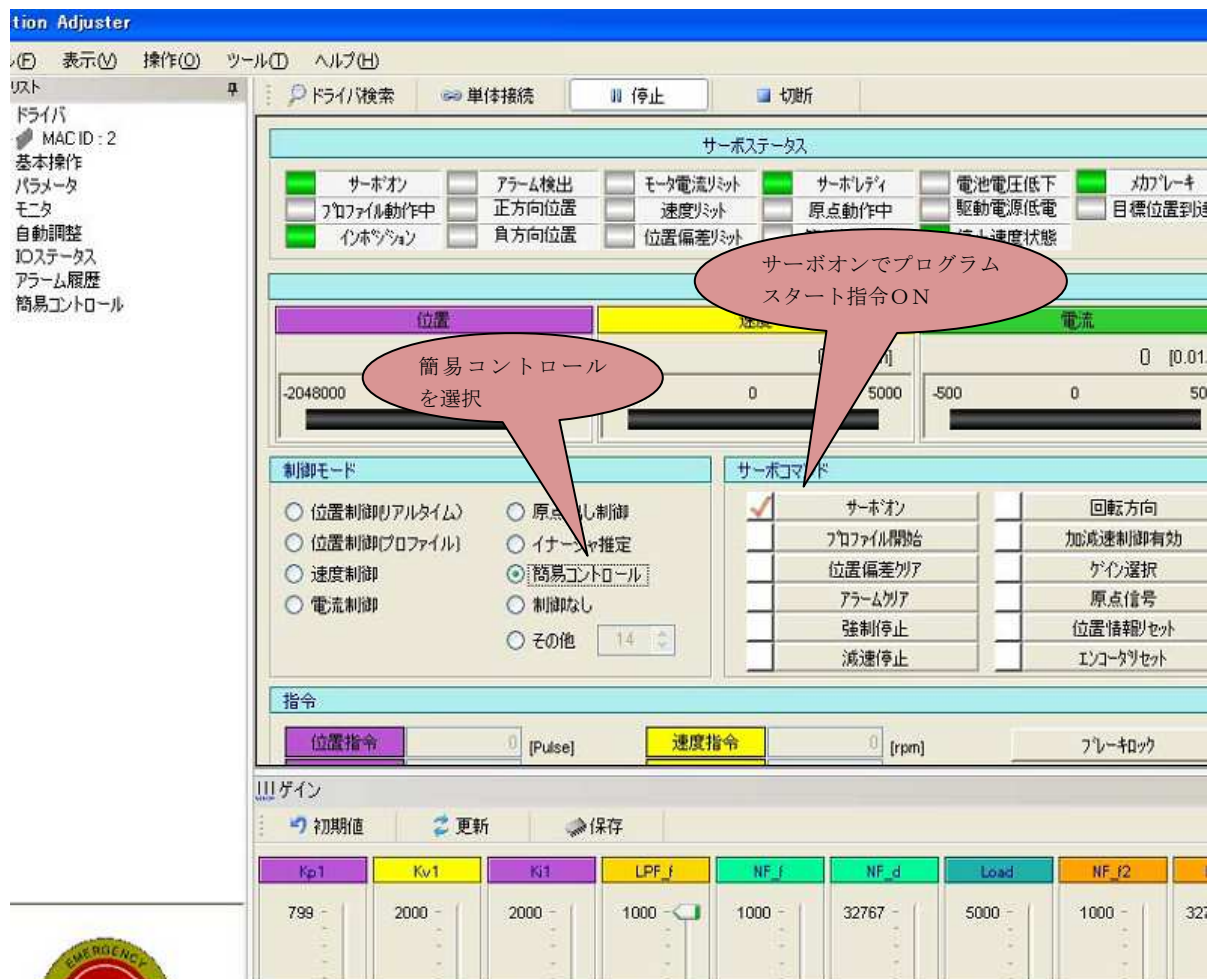 tion Adjuster
ル(F) 表示(V) 操作(O) ツール(T) ヘルプ(H)
リスト
ドライバ
MAC ID : 2
基本操作
パラメータ
モニタ
自動調整
IOステータス
アラーム履歴
簡易コントロール
ドライバ検索 単体接続 停止 切断
サーボステータス
サーボオン アラーム検出 モータ電流リミット サーボレディ 電池電圧低下 メカブレーキ
プロファイル動作中 正方向位置 速度リミット 原点動作中 駆動電源低電 目標位置到達
インポジション 負方向位置 位置偏差リミット 停止速度状態
サーボオンでプログラム
スタート指令ON
位置 速度 電流
0 [0.01
簡易コントロール
を選択
-2048000 0 5000 -500 0 50
制御モード
位置制御(リアルタイム) 原点出し制御
位置制御(プロファイル) イナーシャ推定
速度制御 簡易コントロール
電流制御 制御なし
その他 14
サーボコマンド
サーボオン 回転方向
プロファイル開始 加減速制御有効
位置偏差クリア ゲイン選択
アラームクリア 原点信号
強制停止 位置情報リセット
減速停止 エンコーダリセット
指令
位置指令 0 [Pulse] 速度指令 0 [rpm] ブレーキロック
ゲイン
初期値 更新 保存
Kp1 Kv1 Ki1 LPF_f NF_f NF_d Load NF_f2
799 2000 2000 1000 1000 32767 5000 1000 327
EMERGENCY